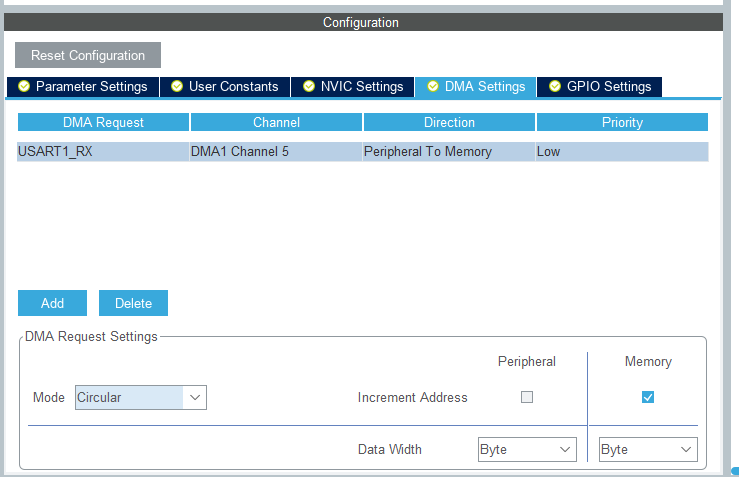 Configuration
Reset Configuration
Parameter Settings User Constants NVIC Settings DMA Settings GPIO Settings
DMA Request Channel Direction Priority
USART1_RX DMA1 Channel 5 Peripheral To Memory Low
Add Delete
DMA Request Settings
Peripheral Memory
Mode Circular Increment Address
Data Width Byte Byte